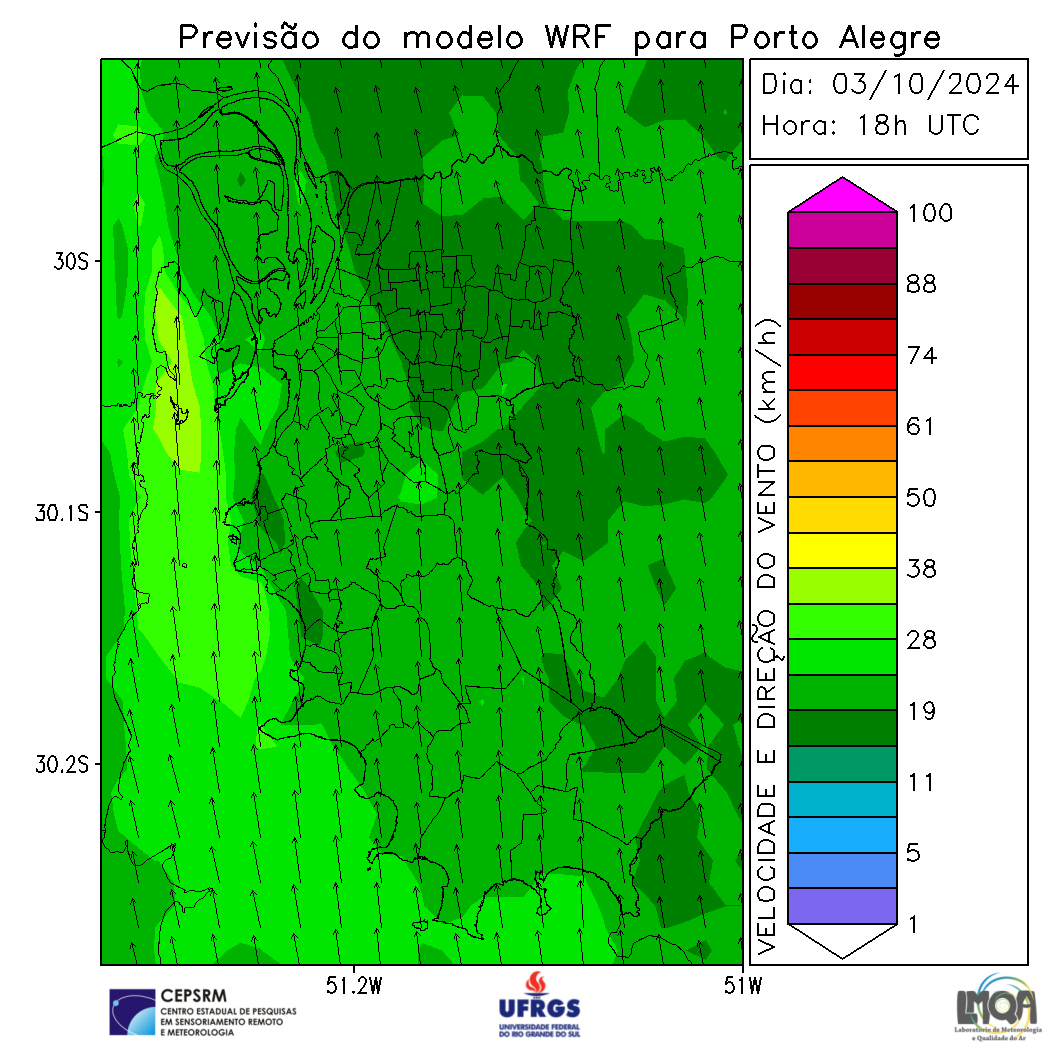 Previsão do modelo WRF para Porto Alegre
Dia: 03/10/2024
Hora: 18h UTC
30S
30.1S
30.2S
51.2W
51W
VELOCIDADE E DIREÇÃO DO VENTO (km/h)
100
88
74
61
50
38
28
19
11
5
1
CEPSRM
CENTRO ESTADUAL DE PESQUISAS
EM SENSORIAMENTO REMOTO
E METEOROLOGIA
UFRGS
UNIVERSIDADE FEDERAL
DO RIO GRANDE DO SUL
LMQA
Laboratório de Meteorologia
e Qualidade do Ar